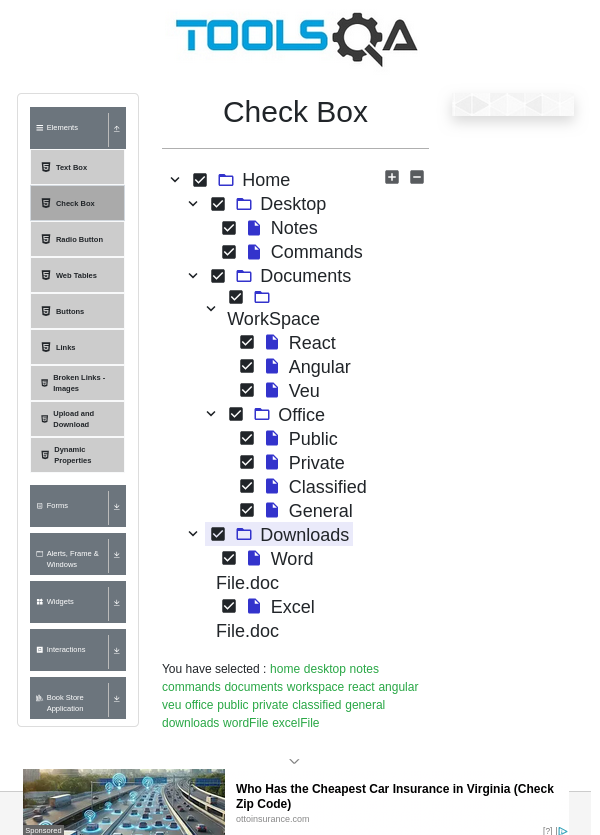 TOOLSQA
Check Box
Elements
Text Box
Check Box
Radio Button
Web Tables
Buttons
Links
Broken Links -
Images
Upload and
Download
Dynamic
Properties
Forms
Alerts, Frame &
Windows
Widgets
Interactions
Book Store
Application
Home
Desktop
Notes
Commands
Documents
WorkSpace
React
Angular
Veu
Office
Public
Private
Classified
General
Downloads
Word
File.doc
Excel
File.doc
You have selected : home desktop notes
commands documents workspace react angular
veu office public private classified general
downloads wordFile excelFile
Who Has the Cheapest Car Insurance in Virginia (Check
Zip Code)
ottoinsurance.com
Sponsored
[?]